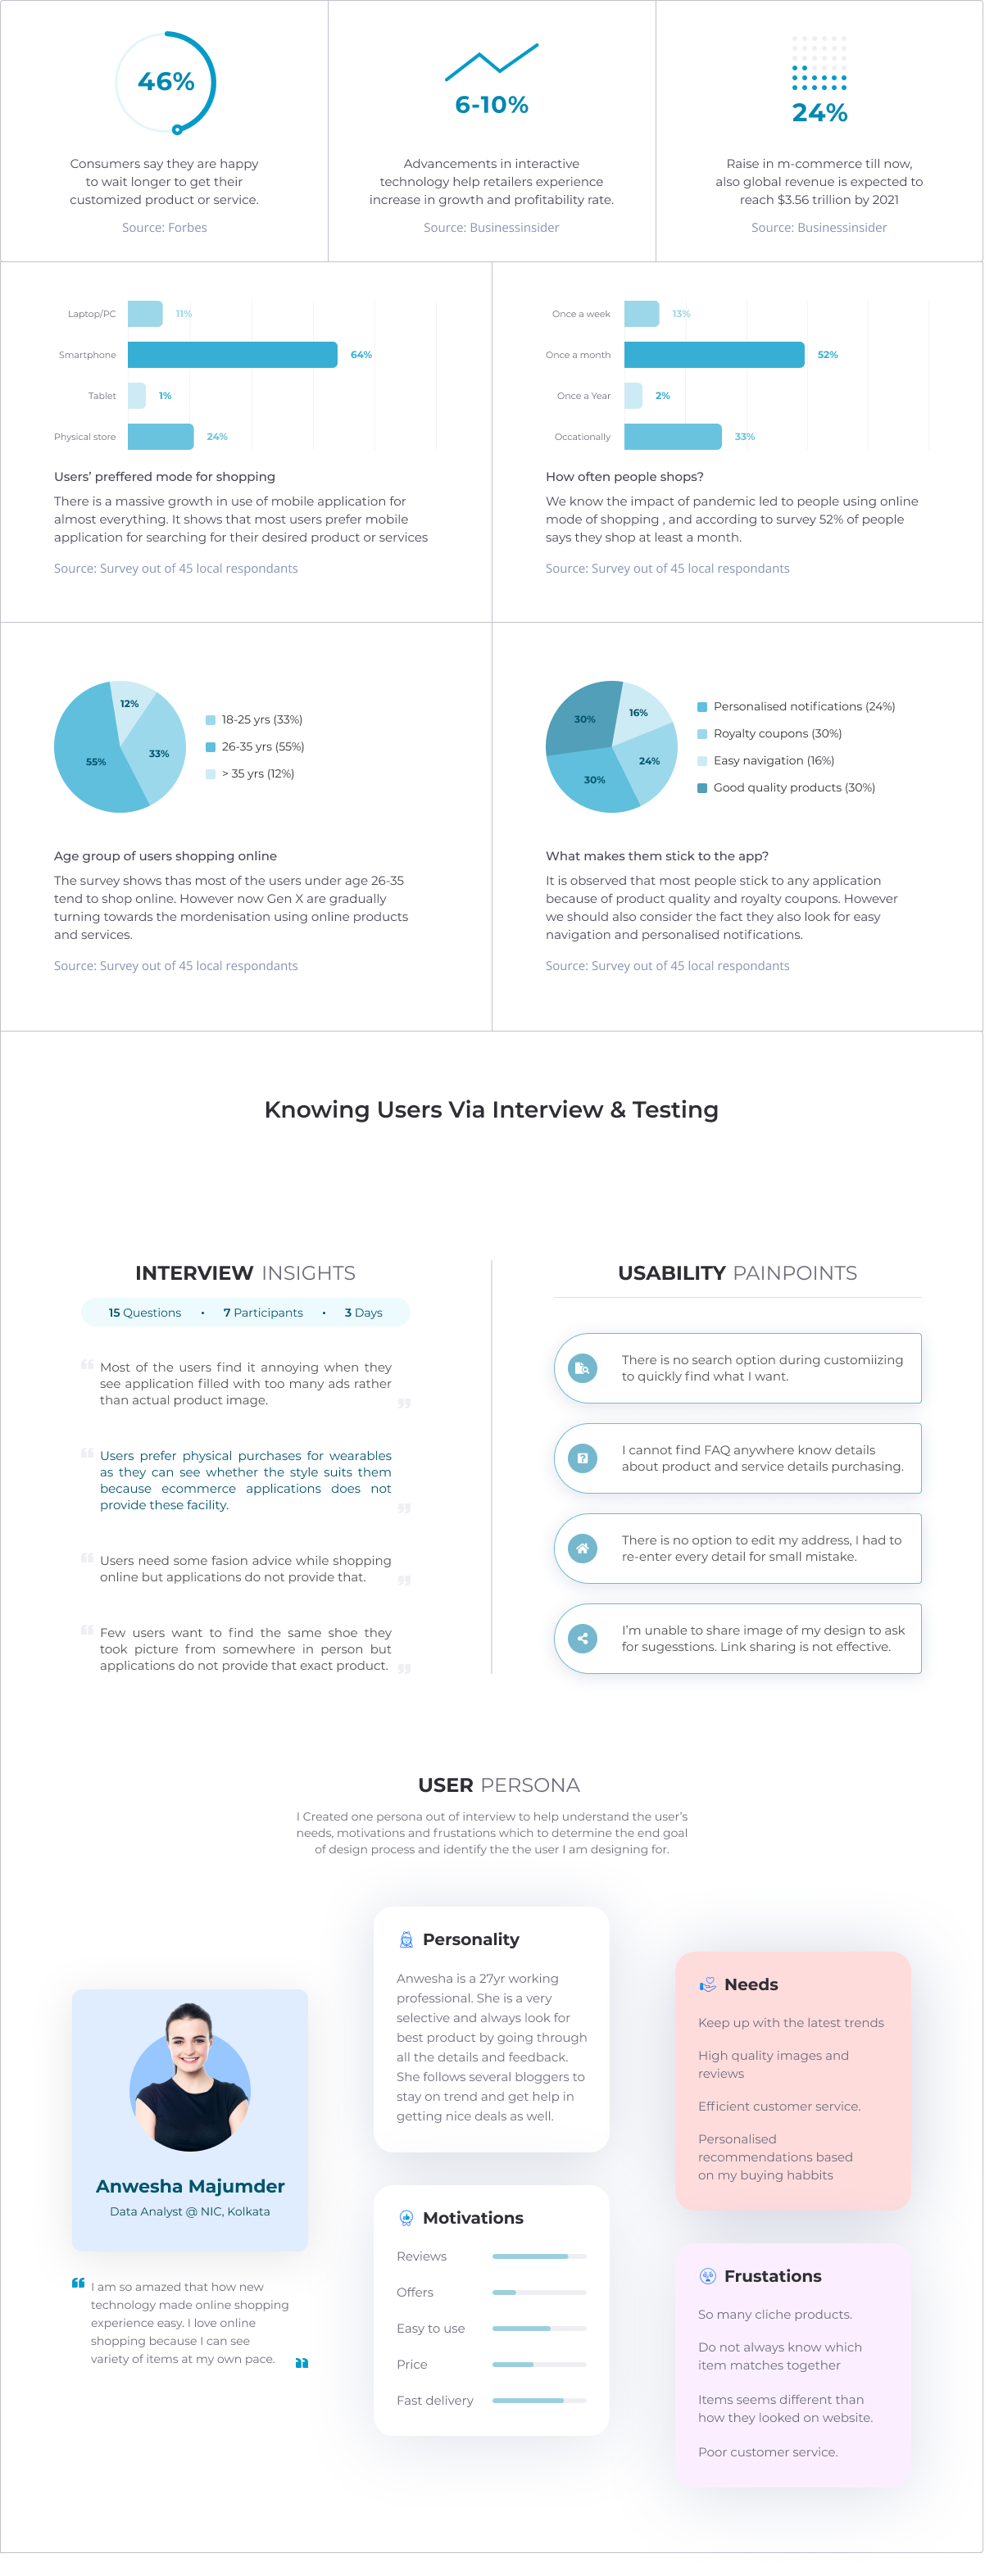 46%
Consumers say they are happy
to wait longer to get their
customized product or service.
Source: Forbes
6-10%
Advancements in interactive
technology help retailers experience
increase in growth and profitability rate.
Source: Businessinsider
24%
Raise in m-commerce till now,
also global revenue is expected to
reach $3.56 trillion by 2021
Source: Businessinsider
Laptop/PC 11%
Smartphone 64%
Tablet 1%
Physical store 24%
Users’ preffered mode for shopping
There is a massive growth in use of mobile application for
almost everything. It shows that most users prefer mobile
application for searching for their desired product or services
Source: Survey out of 45 local respondants
Once a week 13%
Once a month 52%
Once a Year 2%
Occationally 33%
How often people shops?
We know the impact of pandemic led to people using online
mode of shopping , and according to survey 52% of people
says they shop at least a month.
Source: Survey out of 45 local respondants
12%
33%
55%
18-25 yrs (33%)
26-35 yrs (55%)
> 35 yrs (12%)
Age group of users shopping online
The survey shows thas most of the users under age 26-35
tend to shop online. However now Gen X are gradually
turning towards the mordenisation using online products
and services.
Source: Survey out of 45 local respondants
30%
16%
24%
30%
Personalised notifications (24%)
Royalty coupons (30%)
Easy navigation (16%)
Good quality products (30%)
What makes them stick to the app?
It is observed that most people stick to any application
because of product quality and royalty coupons. However
we should also consider the fact they also look for easy
navigation and personalised notifications.
Source: Survey out of 45 local respondants
Knowing Users Via Interview & Testing
INTERVIEW INSIGHTS
15 Questions • 7 Participants • 3 Days
“ Most of the users find it annoying when they
see application filled with too many ads rather
than actual product image. ”
“ Users prefer physical purchases for wearables
as they can see whether the style suits them
because ecommerce applications does not
provide these facility. ”
“ Users need some fasion advice while shopping
online but applications do not provide that. ”
“ Few users want to find the same shoe they
took picture from somewhere in person but
applications do not provide that exact product. ”
USABILITY PAINPOINTS
There is no search option during customiizing
to quickly find what I want.
I cannot find FAQ anywhere know details
about product and service details purchasing.
There is no option to edit my address, I had to
re-enter every detail for small mistake.
I’m unable to share image of my design to ask
for sugesstions. Link sharing is not effective.
USER PERSONA
I Created one persona out of interview to help understand the user’s
needs, motivations and frustations which to determine the end goal
of design process and identify the the user I am designing for.
Anwesha Majumder
Data Analyst @ NIC, Kolkata
“ I am so amazed that how new
technology made online shopping
experience easy. I love online
shopping because I can see
variety of items at my own pace. ”
Personality
Anwesha is a 27yr working
professional. She is a very
selective and always look for
best product by going through
all the details and feedback.
She follows several bloggers to
stay on trend and get help in
getting nice deals as well.
Motivations
Reviews
Offers
Easy to use
Price
Fast delivery
Needs
Keep up with the latest trends
High quality images and
reviews
Efficient customer service.
Personalised
recommendations based
on my buying habbits
Frustations
So many cliche products.
Do not always know which
item matches together
Items seems different than
how they looked on website.
Poor customer service.